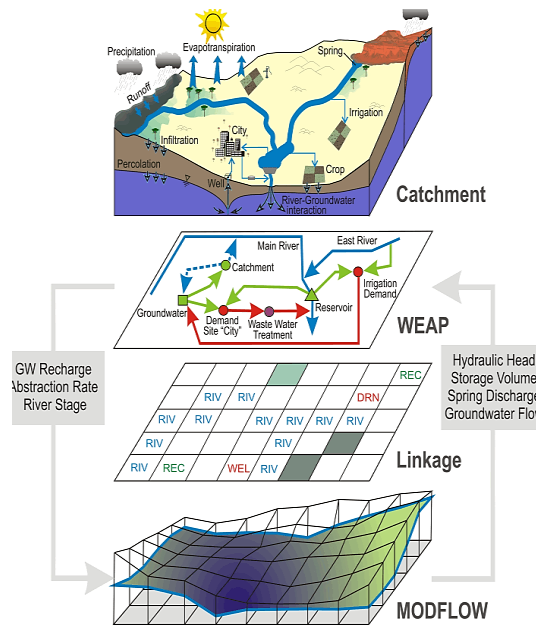 Precipitation
Evapotranspiration
Spring
Runoff
Irrigation
Infiltration
City
Percolation
Crop
Well
River-Groundwater
interaction
Catchment
Main River
East River
Catchment
Groundwater
Irrigation
Demand
Reservoir
Demand
Site "City"
Waste Water
Treatment
WEAP
GW Recharge
Abstraction Rate
River Stage
Hydraulic Head
Storage Volume
Spring Discharge
Groundwater Flow
REC
RIV RIV DRN
RIV RIV RIV RIV RIV RIV
RIV RIV
RIV REC WEL RIV
Linkage
MODFLOW